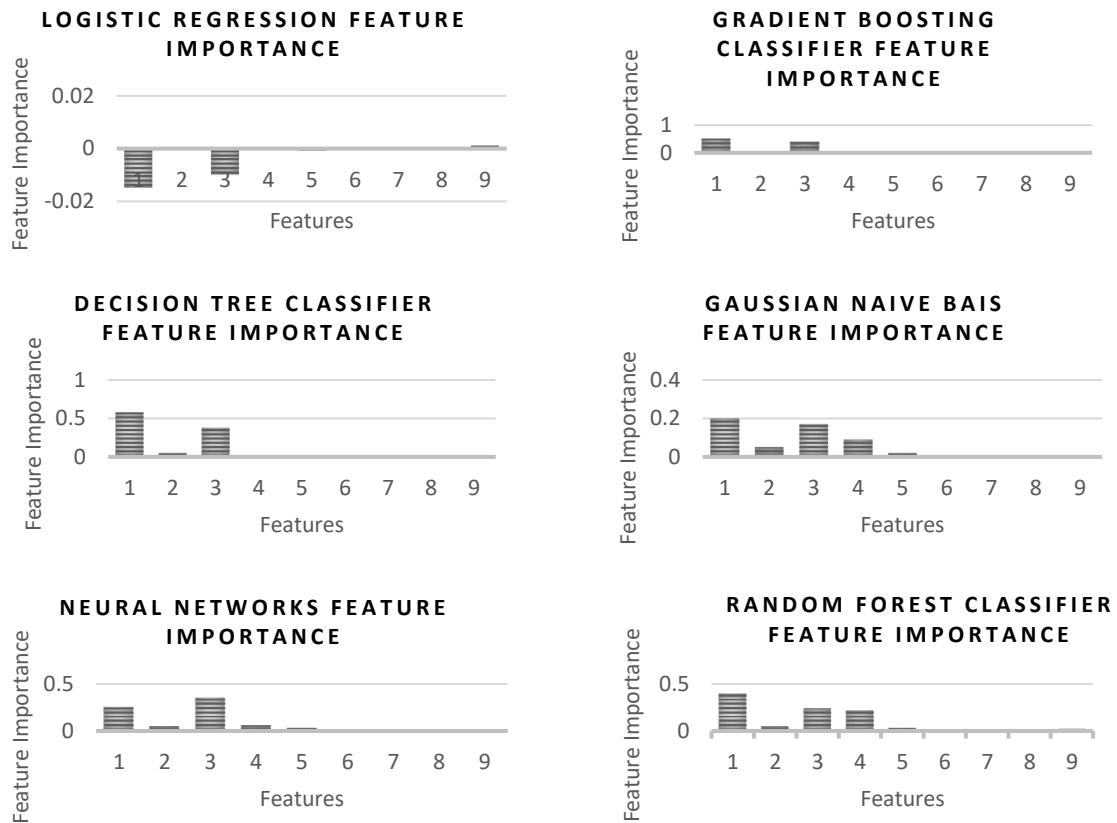 LOGISTIC REGRESSION FEATURE
IMPORTANCE
Feature Importance
0.02
0
-0.02
1 2 3 4 5 6 7 8 9
Features
GRADIENT BOOSTING
CLASSIFIER FEATURE
IMPORTANCE
Feature Importance
1
0
1 2 3 4 5 6 7 8 9
Features
DECISION TREE CLASSIFIER
FEATURE IMPORTANCE
Feature Importance
1
0.5
0
1 2 3 4 5 6 7 8 9
Features
GAUSSIAN NAIVE BAIS
FEATURE IMPORTANCE
Feature Importance
0.4
0.2
0
1 2 3 4 5 6 7 8 9
Features
NEURAL NETWORKS FEATURE
IMPORTANCE
Feature Importance
0.5
0
1 2 3 4 5 6 7 8 9
Features
RANDOM FOREST CLASSIFIER
FEATURE IMPORTANCE
Feature Importance
0.5
0
1 2 3 4 5 6 7 8 9
Features